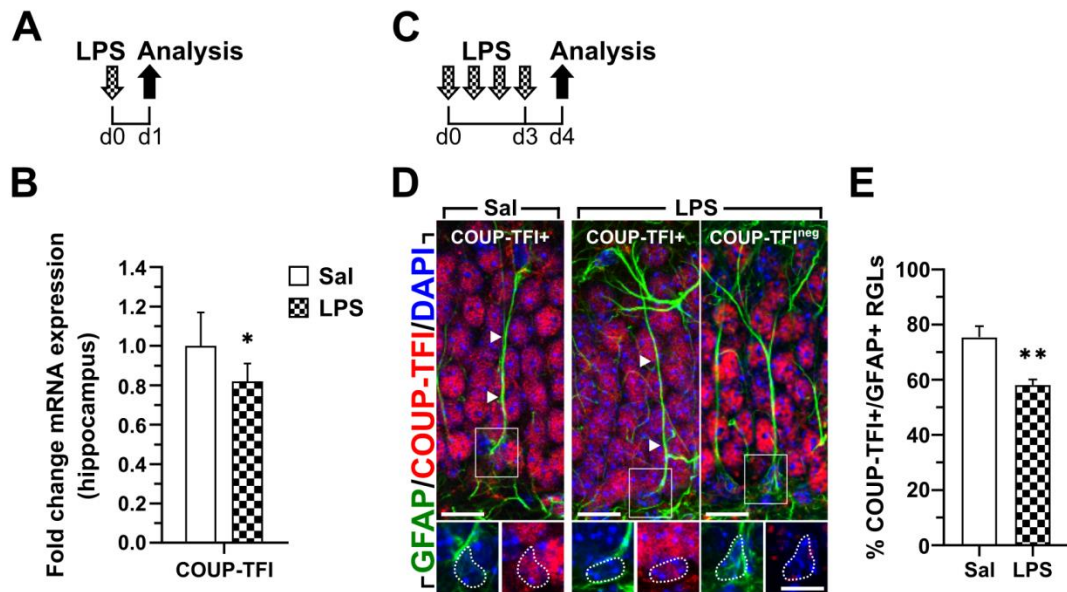 A
LPS Analysis
d0 d1
B
Fold change mRNA expression
(hippocampus)
1.4
1.2
1.0
0.8
0.6
0.4
0.2
0.0
*
COUP-TFI
Sal
LPS
C
LPS Analysis
d0 d3 d4
D
Sal LPS
COUP-TFI+ COUP-TFI+ COUP-TFIneg
GFAP/COUP-TFI/DAPI
E
% COUP-TFI+/GFAP+ RGLs
100
80
60
40
20
0
**
Sal LPS